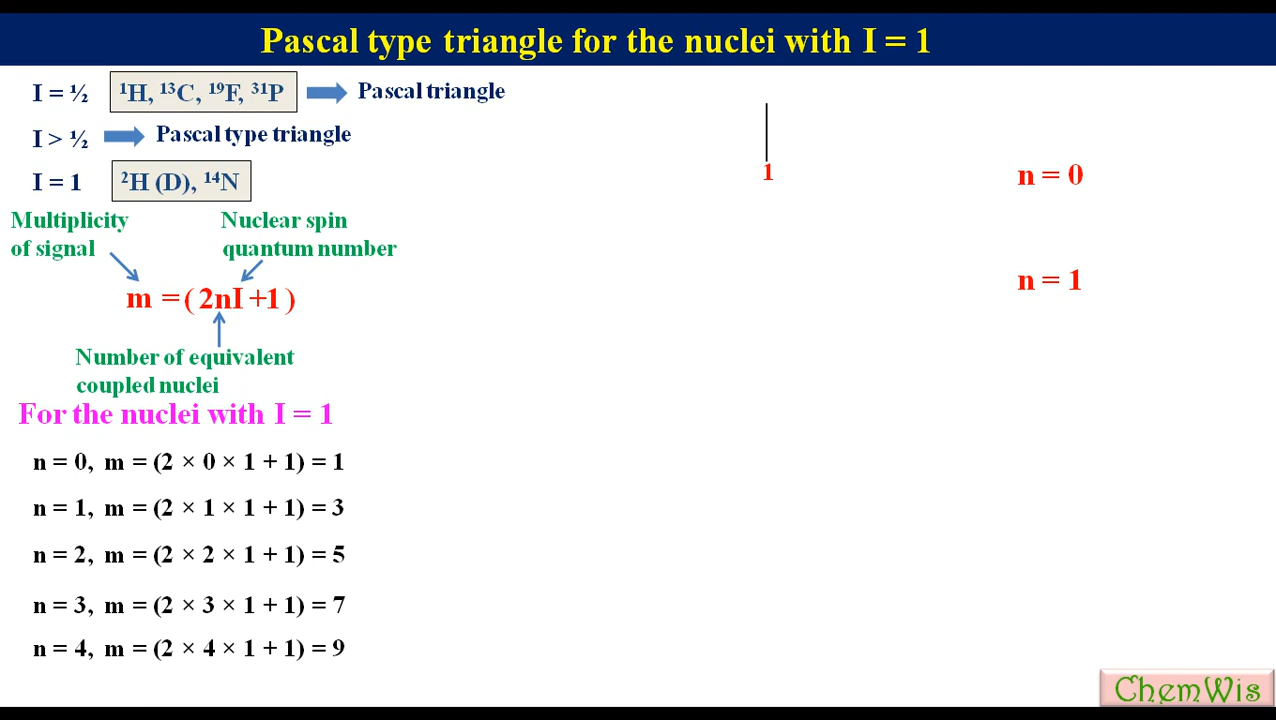 Pascal type triangle for the nuclei with I = 1
I = ½ ¹H, ¹³C, ¹⁹F, ³¹P Pascal triangle
I > ½ Pascal type triangle
I = 1 ²H (D), ¹⁴N
Multiplicity
of signal
Nuclear spin
quantum number
m = ( 2nI +1 )
Number of equivalent
coupled nuclei
For the nuclei with I = 1
n = 0, m = (2 × 0 × 1 + 1) = 1
n = 1, m = (2 × 1 × 1 + 1) = 3
n = 2, m = (2 × 2 × 1 + 1) = 5
n = 3, m = (2 × 3 × 1 + 1) = 7
n = 4, m = (2 × 4 × 1 + 1) = 9
1
n = 0
n = 1
ChemWis